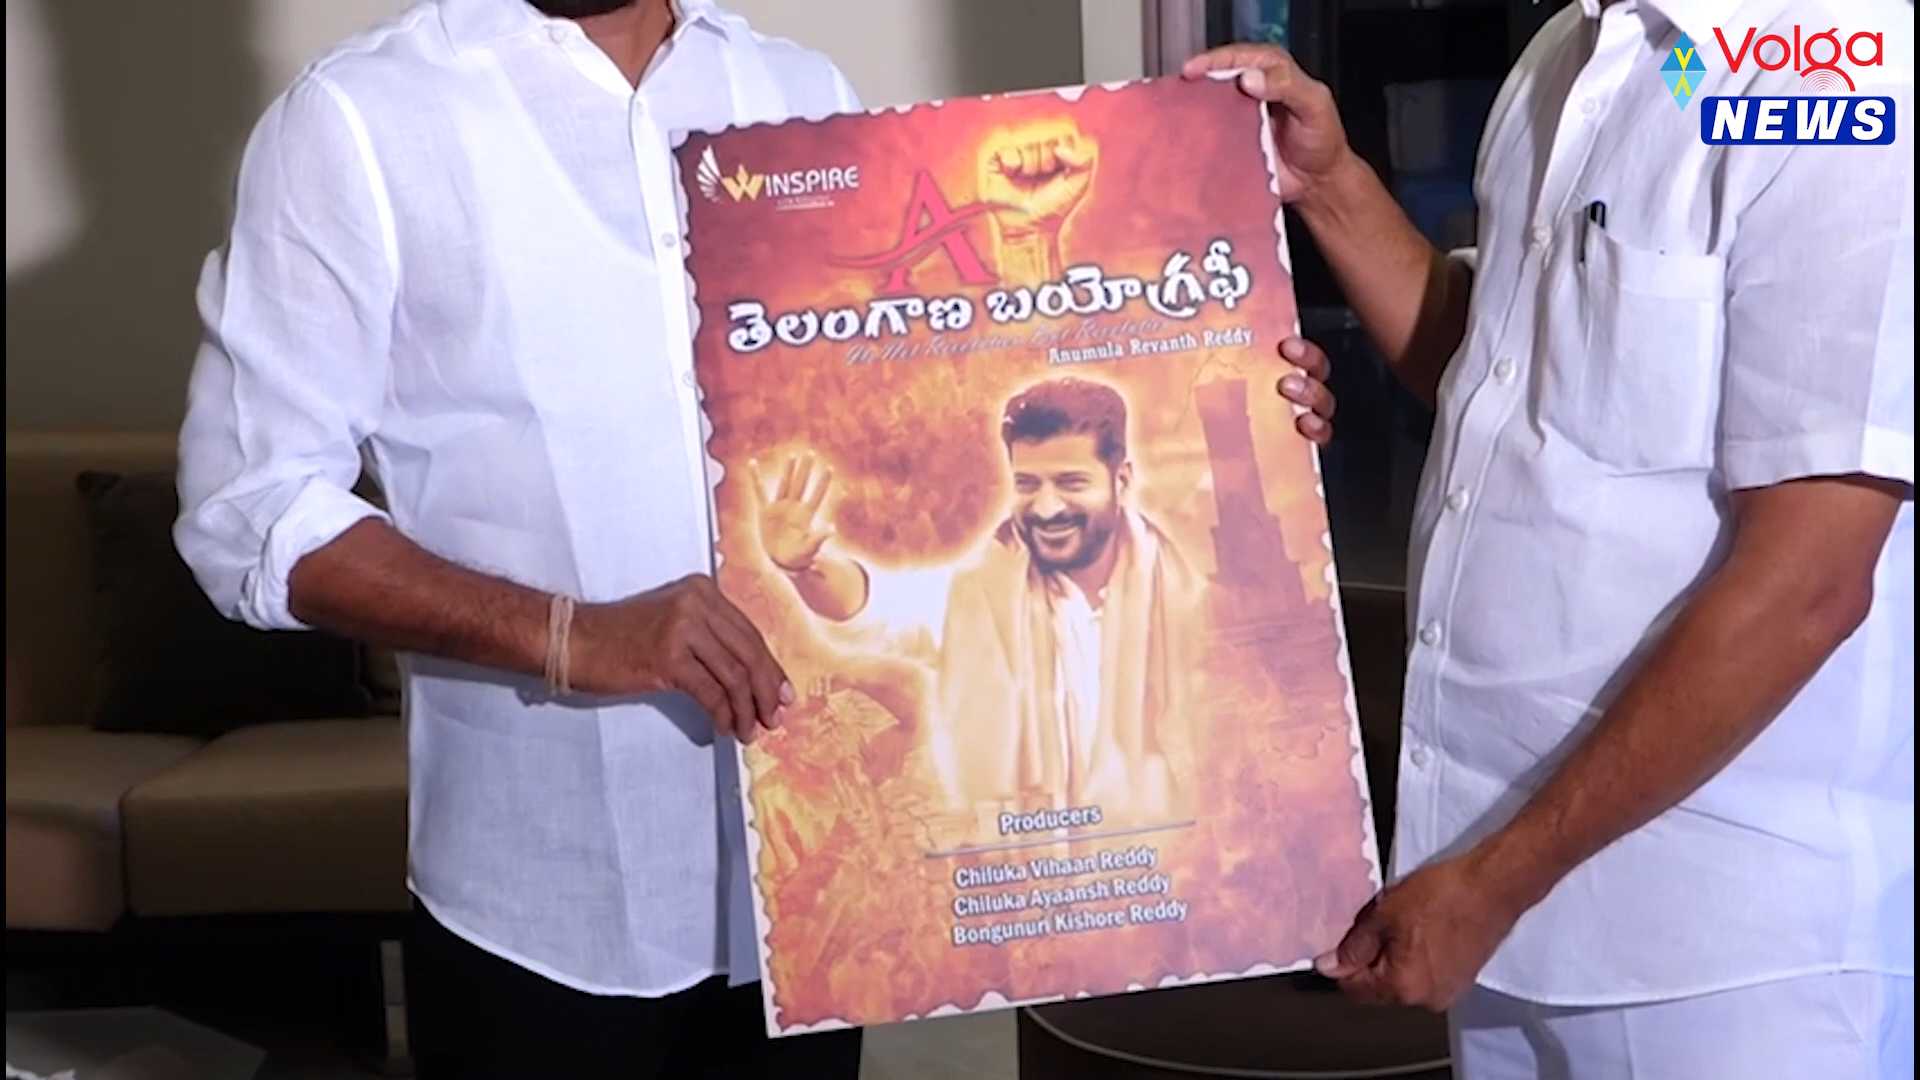 Volga
NEWS
WINSPIRE
A
తెలంగాణ బయోగ్రఫీ
Anumula Revanth Reddy
Producers
Chiluka Vihaan Reddy
Chiluka Ayaansh Reddy
Bongunuri Kishore Reddy